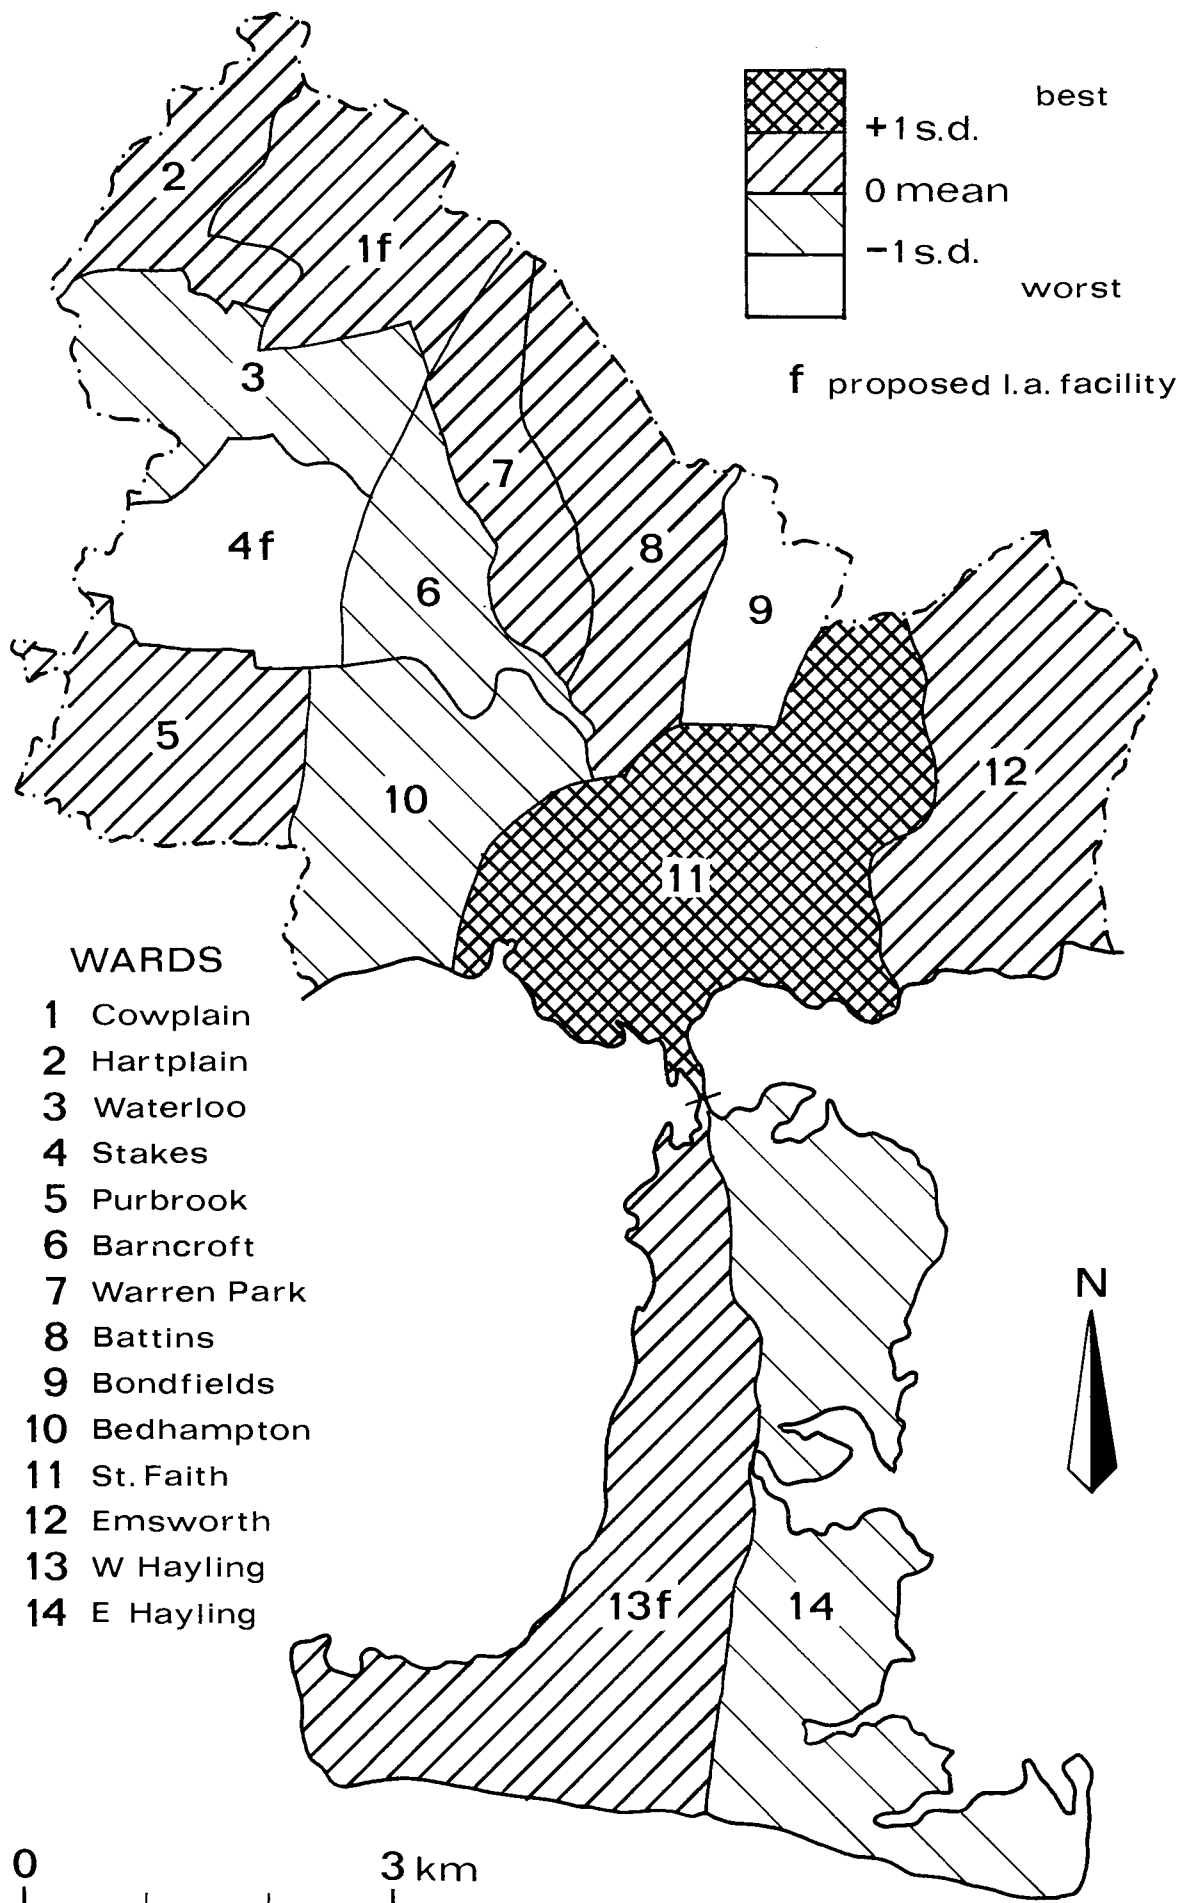 best
+1 s.d.
0 mean
−1 s.d.
worst
f proposed l.a. facility
2
1f
3
7
4f
8
6
9
5
12
10
11
WARDS
1 Cowplain
2 Hartplain
3 Waterloo
4 Stakes
5 Purbrook
6 Barncroft
7 Warren Park
8 Battins
9 Bondfields
10 Bedhampton
11 St. Faith
12 Emsworth
13 W Hayling
14 E Hayling
N
13f
14
0
3 km